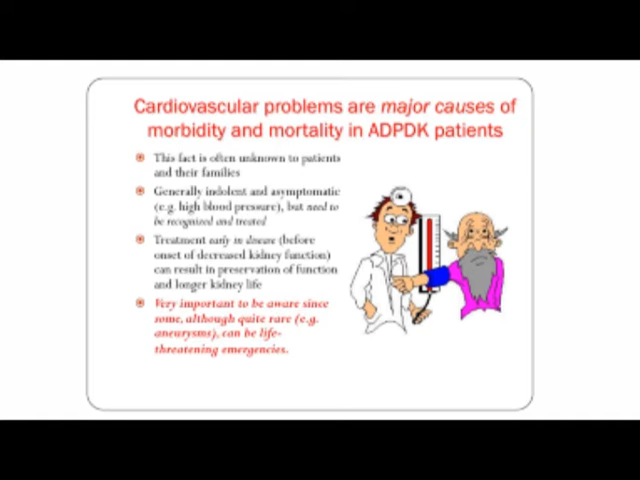 Cardiovascular problems are major causes of
morbidity and mortality in ADPDK patients
This fact is often unknown to patients
and their families
Generally indolent and asymptomatic
(e.g. high blood pressure), but need to
be recognized and treated
Treatment early in disease (before
onset of decreased kidney function)
can result in preservation of function
and longer kidney life
Very important to be aware since
some, although quite rare (e.g.
aneurysms), can be life-
threatening emergencies.